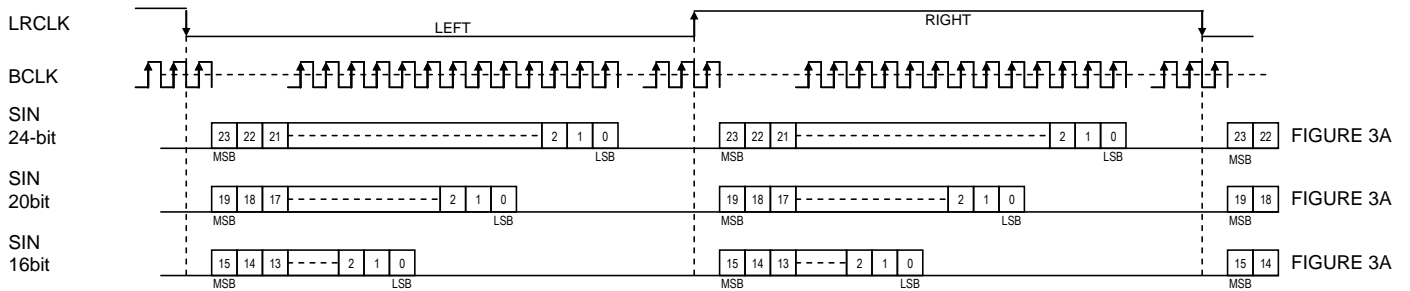 LRCLK
LEFT
RIGHT
BCLK
SIN
24-bit
23 22 21 2 1 0 23 22 21 2 1 0 23 22 FIGURE 3A
MSB LSB MSB LSB MSB
SIN
20bit
19 18 17 2 1 0 19 18 17 2 1 0 19 18 FIGURE 3A
MSB LSB MSB LSB MSB
SIN
16bit
15 14 13 2 1 0 15 14 13 2 1 0 15 14 FIGURE 3A
MSB LSB MSB LSB MSB